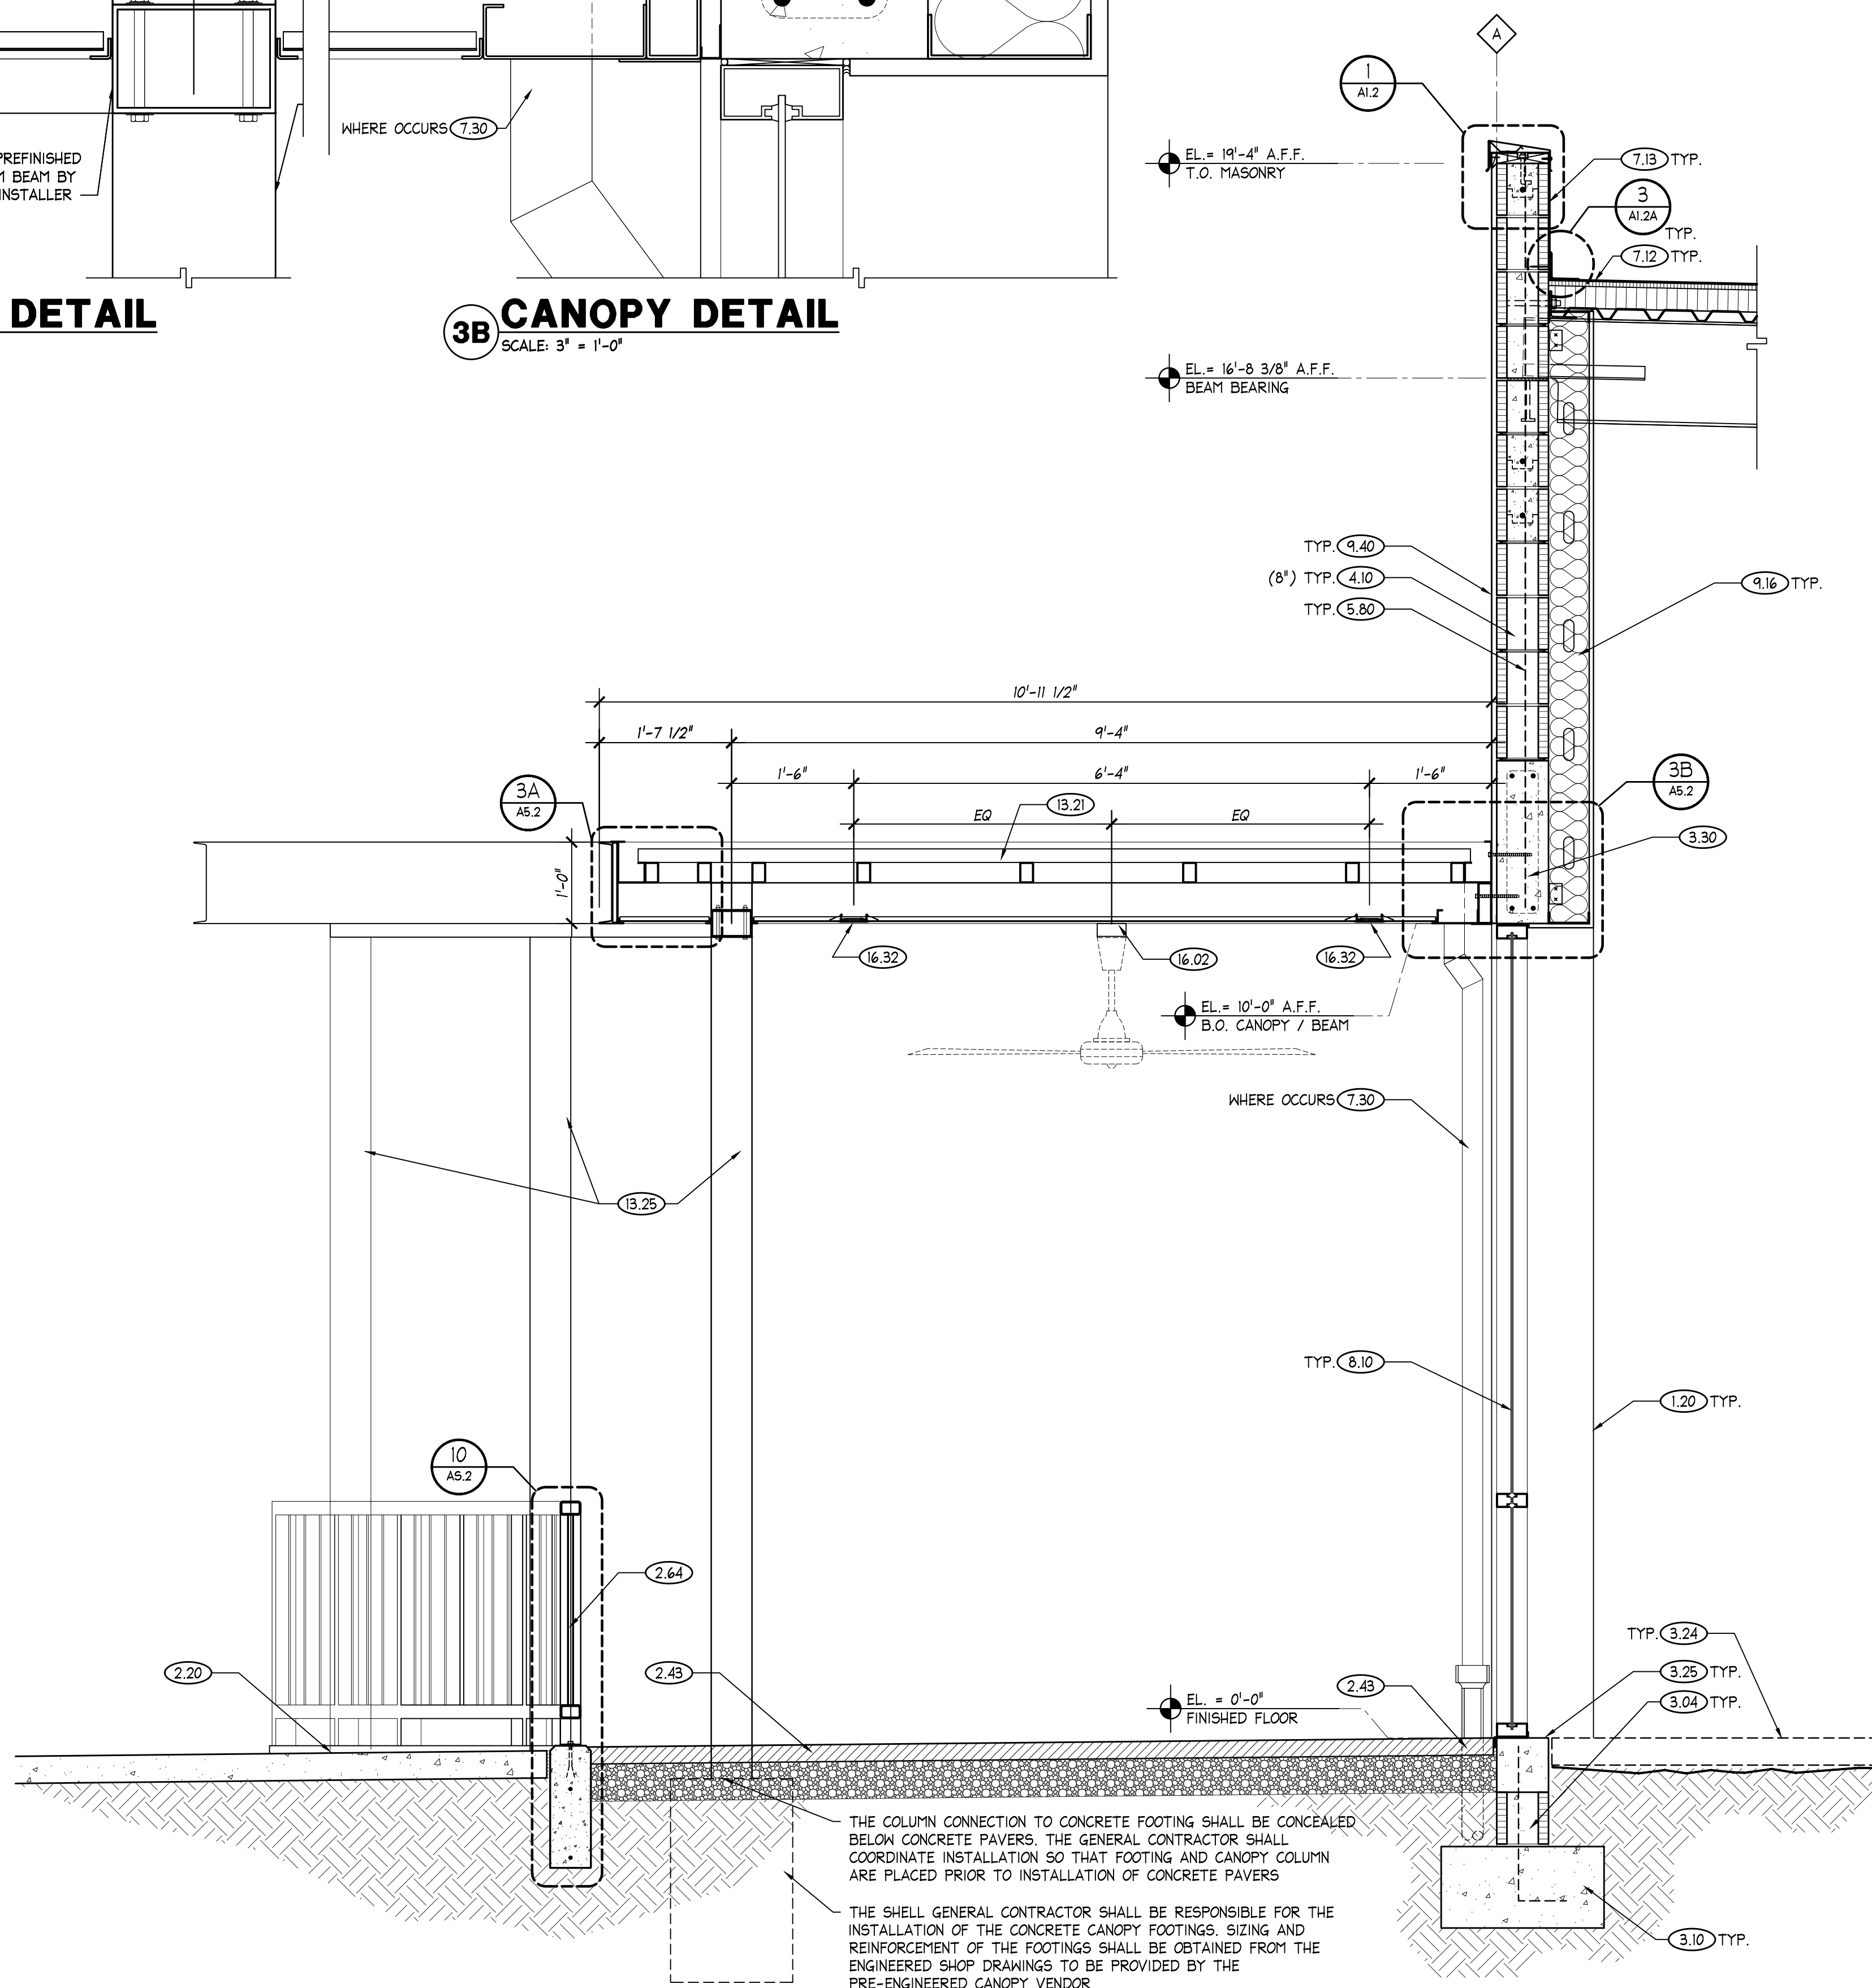 WHERE OCCURS 7.30
PREFINISHED
BEAM BY
INSTALLER
DETAIL
3B CANOPY DETAIL
SCALE: 3" = 1'-0"
A
1
A1.2
EL.= 19'-4" A.F.F.
T.O. MASONRY
7.13 TYP.
3
A1.2A
TYP.
7.12 TYP.
EL.= 16'-8 3/8" A.F.F.
BEAM BEARING
TYP. 9.40
(8") TYP. 4.10
TYP. 5.80
9.16 TYP.
10'-11 1/2"
1'-7 1/2"
9'-4"
1'-6"
6'-4"
1'-6"
3A
A5.2
3B
A5.2
13.21
EQ
EQ
3.30
1'-0"
16.32
16.02
16.32
EL.= 10'-0" A.F.F.
B.O. CANOPY / BEAM
WHERE OCCURS 7.30
13.25
TYP. 8.10
1.20 TYP.
10
AS.2
2.64
TYP. 3.24
2.20
2.43
2.43
3.25 TYP.
3.04 TYP.
EL. = 0'-0"
FINISHED FLOOR
THE COLUMN CONNECTION TO CONCRETE FOOTING SHALL BE CONCEALED
BELOW CONCRETE PAVERS. THE GENERAL CONTRACTOR SHALL
COORDINATE INSTALLATION SO THAT FOOTING AND CANOPY COLUMN
ARE PLACED PRIOR TO INSTALLATION OF CONCRETE PAVERS
THE SHELL GENERAL CONTRACTOR SHALL BE RESPONSIBLE FOR THE
INSTALLATION OF THE CONCRETE CANOPY FOOTINGS. SIZING AND
REINFORCEMENT OF THE FOOTINGS SHALL BE OBTAINED FROM THE
ENGINEERED SHOP DRAWINGS TO BE PROVIDED BY THE
PRE-ENGINEERED CANOPY VENDOR
3.10 TYP.